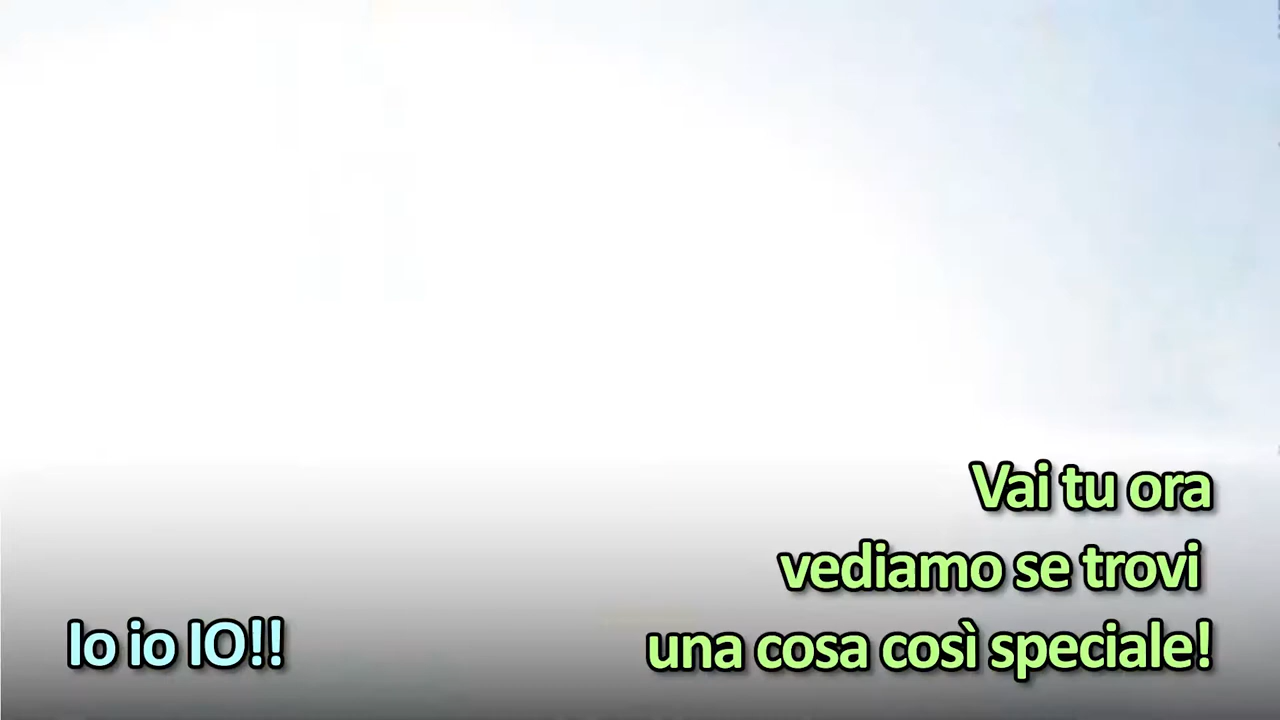 Vai tu ora
vediamo se trovi
una cosa così speciale!
Io io IO!!